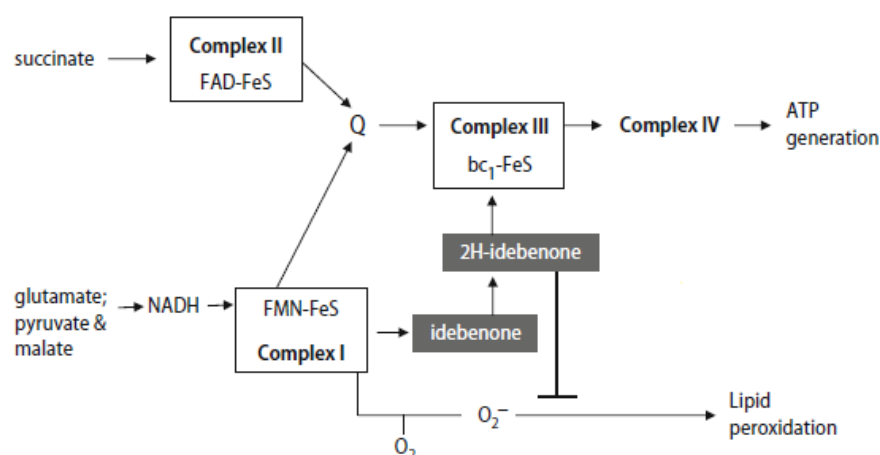 Complex II
succinate
FAD-FeS
Q
Complex III
bc1-FeS
Complex IV
ATP
generation
2H-idebenone
glutamate;
pyruvate &
malate
NADH
FMN-FeS
Complex I
idebenone
O2−
O2
Lipid
peroxidation